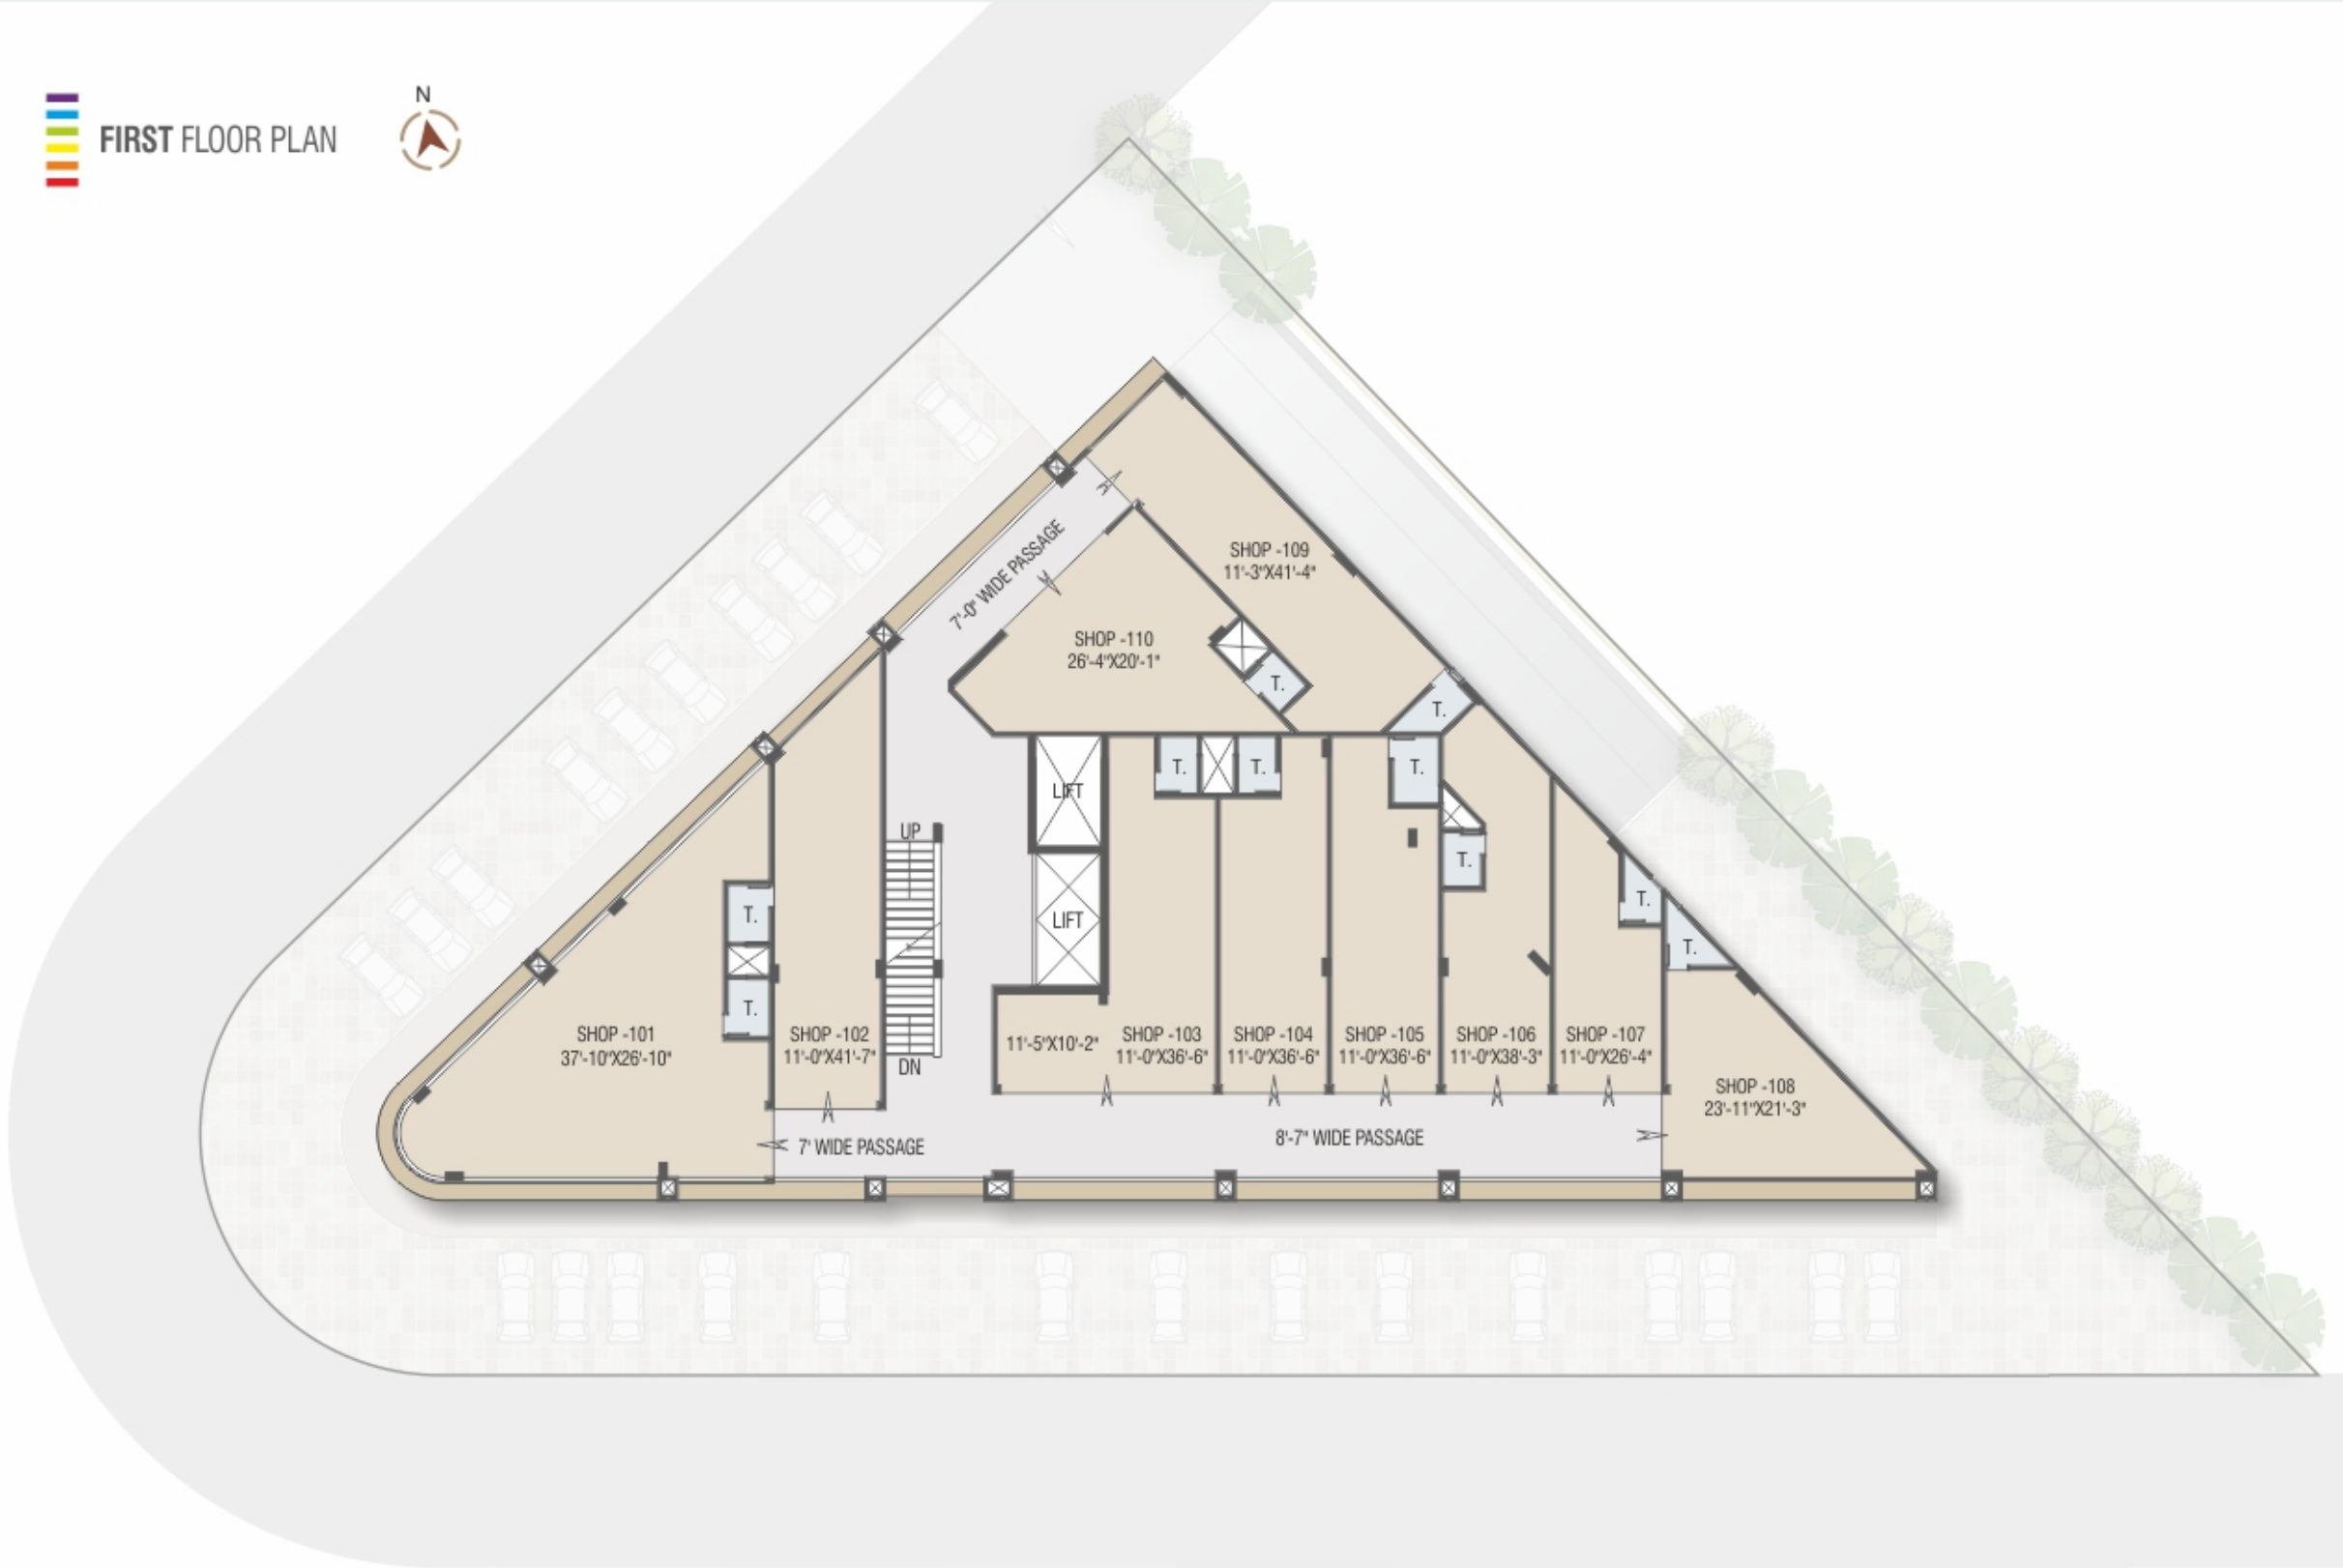 N
FIRST FLOOR PLAN
7'-0" WIDE PASSAGE
SHOP -109
11'-3"X41'-4"
SHOP -110
26'-4"X20'-1"
T.
T.
T.
T.
T.
LIFT
UP
T.
T.
T.
T.
LIFT
T.
SHOP -101
37'-10"X26'-10"
SHOP -102
11'-0"X41'-7"
DN
11'-5"X10'-2"
SHOP -103
11'-0"X36'-6"
SHOP -104
11'-0"X36'-6"
SHOP -105
11'-0"X36'-6"
SHOP -106
11'-0"X38'-3"
SHOP -107
11'-0"X26'-4"
SHOP -108
23'-11"X21'-3"
7' WIDE PASSAGE
8'-7" WIDE PASSAGE